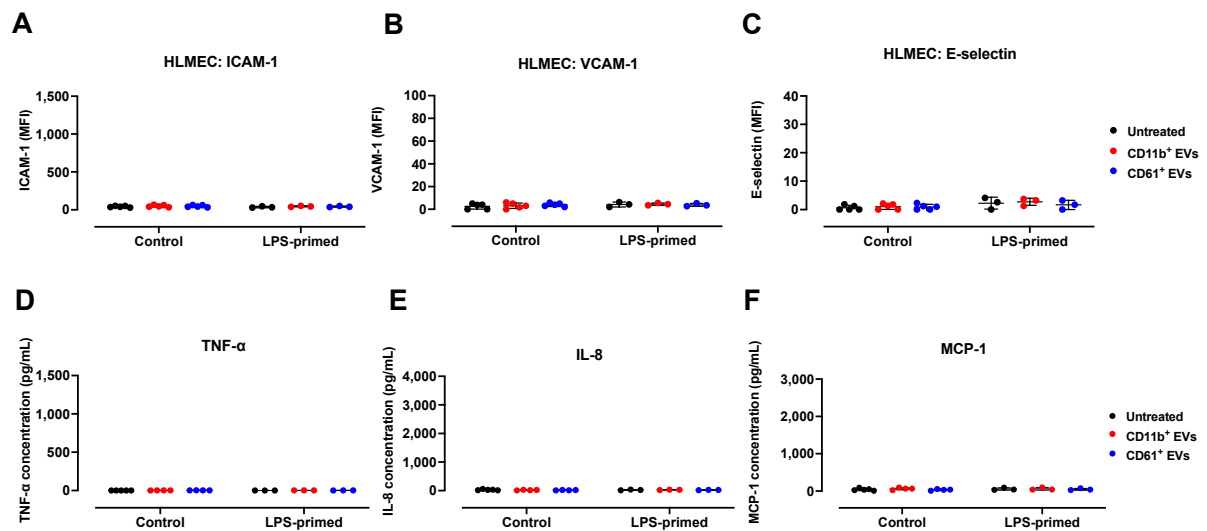 A
HLMEC: ICAM-1
ICAM-1 (MFI)
1,500
1,000
500
0
Control
LPS-primed
B
HLMEC: VCAM-1
VCAM-1 (MFI)
100
80
60
40
20
0
Control
LPS-primed
C
HLMEC: E-selectin
E-selectin (MFI)
40
30
20
10
0
Control
LPS-primed
Untreated
CD11b⁺ EVs
CD61⁺ EVs
D
TNF-α
TNF-α concentration (pg/mL)
1,500
1,000
500
0
Control
LPS-primed
E
IL-8
IL-8 concentration (pg/mL)
4,000
3,000
2,000
1,000
0
Control
LPS-primed
F
MCP-1
MCP-1 concentration (pg/mL)
3,000
2,000
1,000
0
Control
LPS-primed
Untreated
CD11b⁺ EVs
CD61⁺ EVs